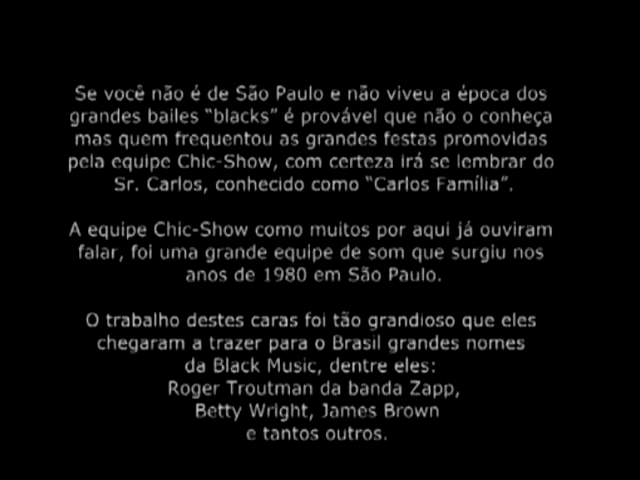 Se você não é de São Paulo e não viveu a época dos
grandes bailes "blacks" é provável que não o conheça
mas quem frequentou as grandes festas promovidas
pela equipe Chic-Show, com certeza irá se lembrar do
Sr. Carlos, conhecido como "Carlos Família".
A equipe Chic-Show como muitos por aqui já ouviram
falar, foi uma grande equipe de som que surgiu nos
anos de 1980 em São Paulo.
O trabalho destes caras foi tão grandioso que eles
chegaram a trazer para o Brasil grandes nomes
da Black Music, dentre eles:
Roger Troutman da banda Zapp,
Betty Wright, James Brown
e tantos outros.